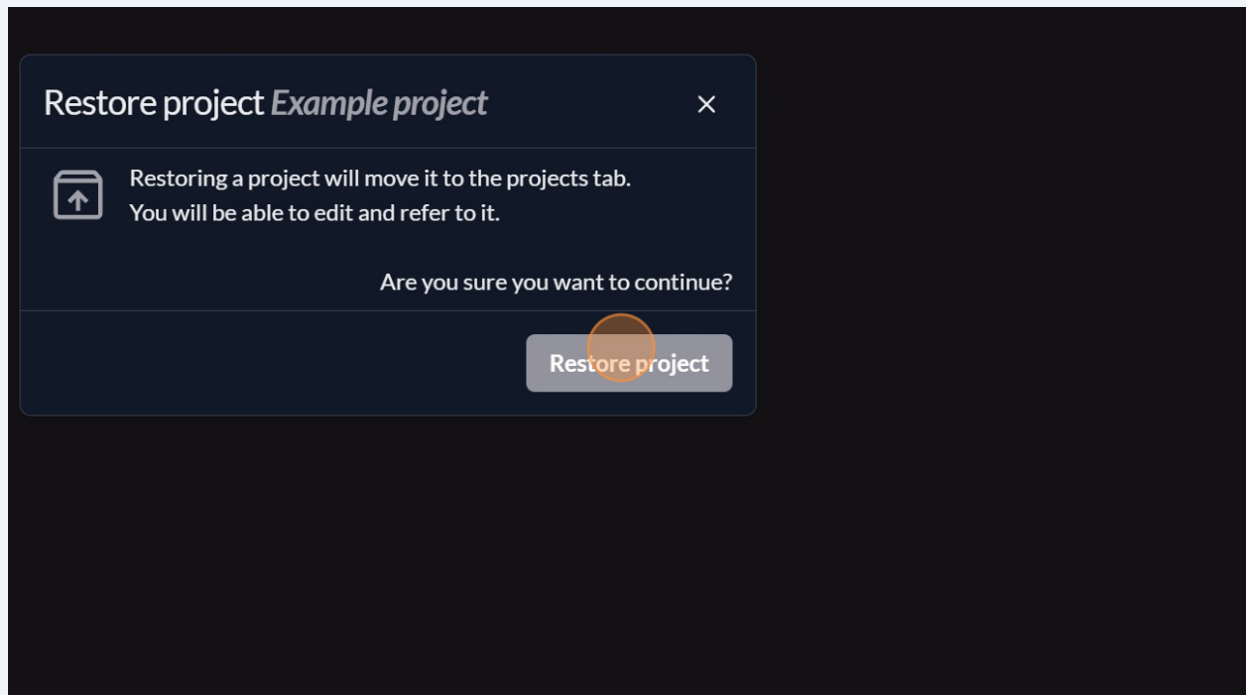 Restore project Example project
Restoring a project will move it to the projects tab.
You will be able to edit and refer to it.
Are you sure you want to continue?
Restore project